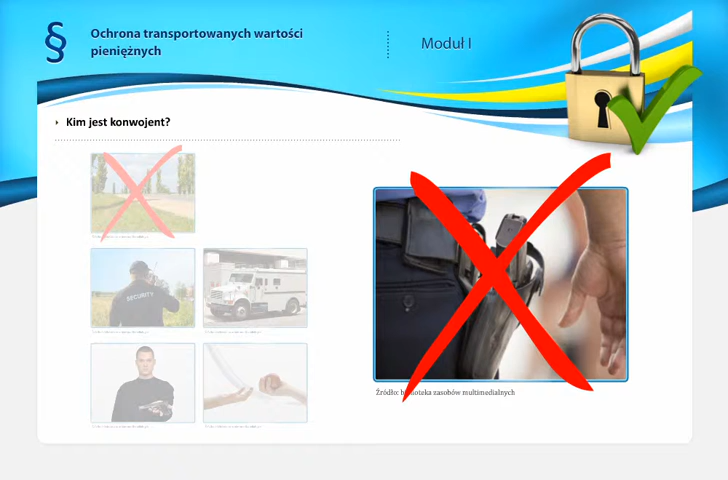 § Ochrona transportowanych wartości
pieniężnych
Moduł I
Kim jest konwojent?
SECURITY
Źródło: biblioteka zasobów multimedialnych